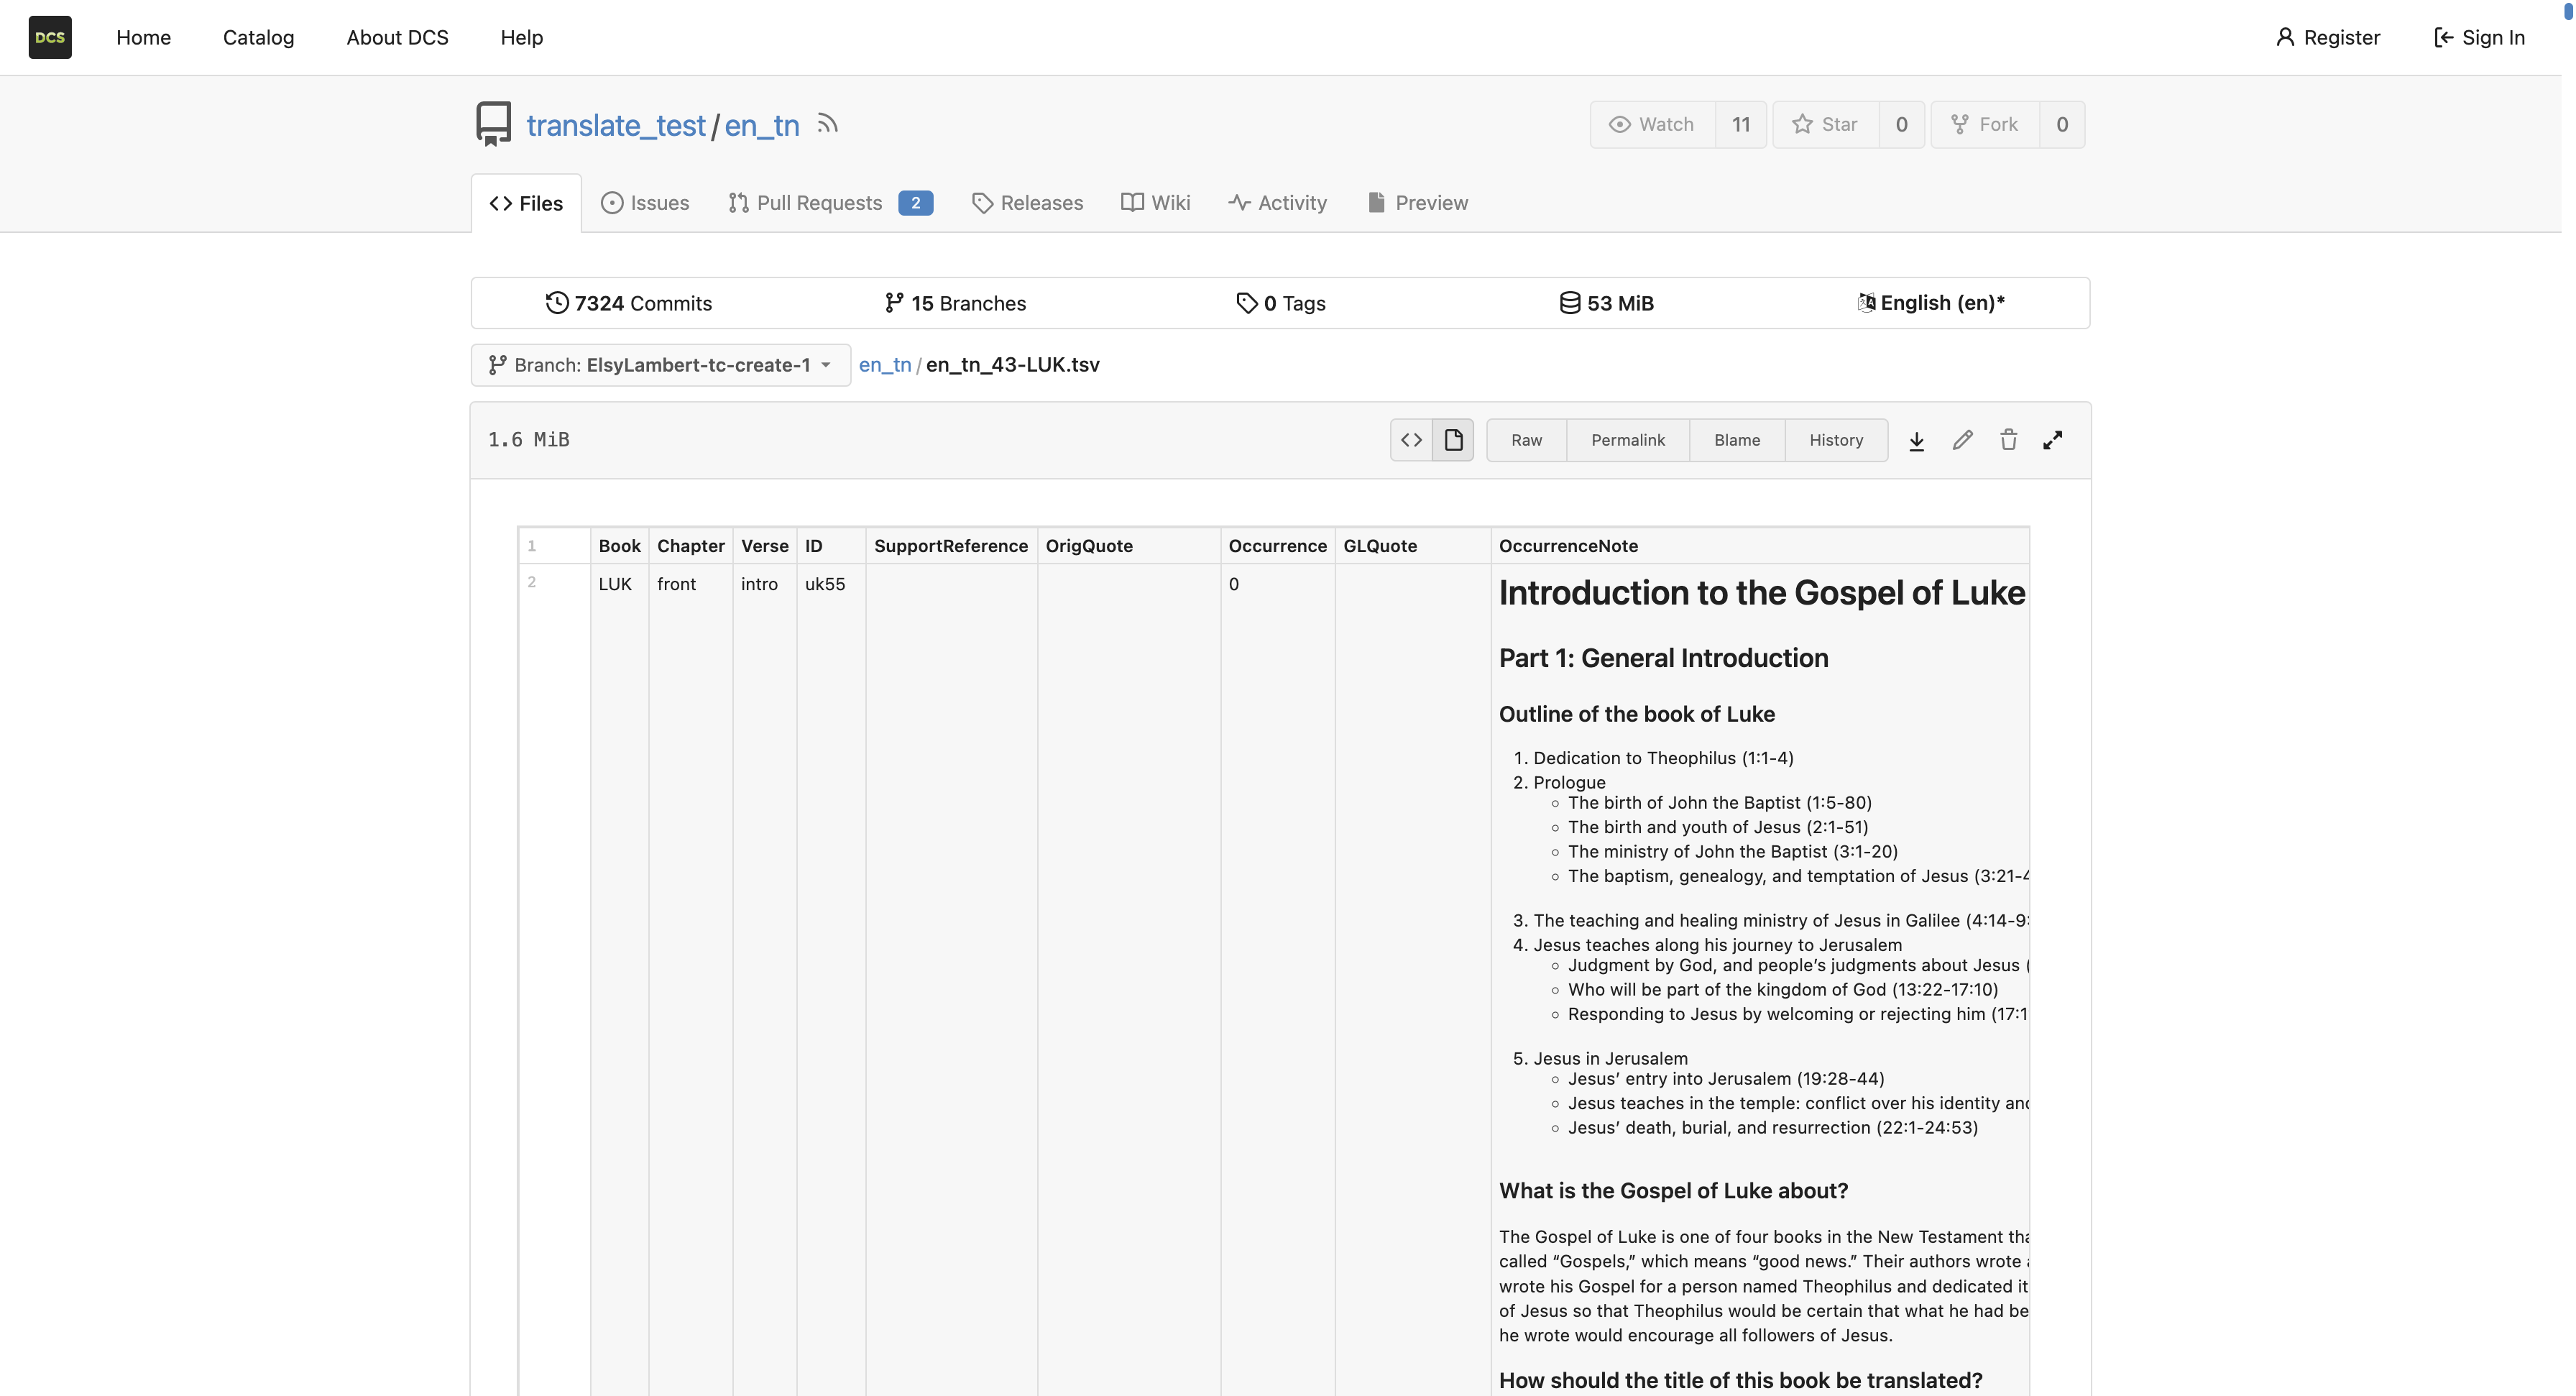 DCS Home Catalog About DCS Help Register Sign In
translate_test / en_tn Watch 11 Star 0 Fork 0
Files Issues Pull Requests 2 Releases Wiki Activity Preview
7324 Commits 15 Branches 0 Tags 53 MiB English (en)*
Branch: ElsyLambert-tc-create-1 en_tn / en_tn_43-LUK.tsv
1.6 MiB Raw Permalink Blame History
1 Book Chapter Verse ID SupportReference OrigQuote Occurrence GLQuote OccurrenceNote
2 LUK front intro uk55 0 Introduction to the Gospel of Luke
Part 1: General Introduction
Outline of the book of Luke
1. Dedication to Theophilus (1:1-4)
2. Prologue
The birth of John the Baptist (1:5-80)
The birth and youth of Jesus (2:1-51)
The ministry of John the Baptist (3:1-20)
The baptism, genealogy, and temptation of Jesus (3:21-4
3. The teaching and healing ministry of Jesus in Galilee (4:14-9:
4. Jesus teaches along his journey to Jerusalem
Judgment by God, and people’s judgments about Jesus (
Who will be part of the kingdom of God (13:22-17:10)
Responding to Jesus by welcoming or rejecting him (17:1
5. Jesus in Jerusalem
Jesus’ entry into Jerusalem (19:28-44)
Jesus teaches in the temple: conflict over his identity and
Jesus’ death, burial, and resurrection (22:1-24:53)
What is the Gospel of Luke about?
The Gospel of Luke is one of four books in the New Testament tha
called “Gospels,” which means “good news.” Their authors wrote
wrote his Gospel for a person named Theophilus and dedicated it
of Jesus so that Theophilus would be certain that what he had be
he wrote would encourage all followers of Jesus.
How should the title of this book be translated?